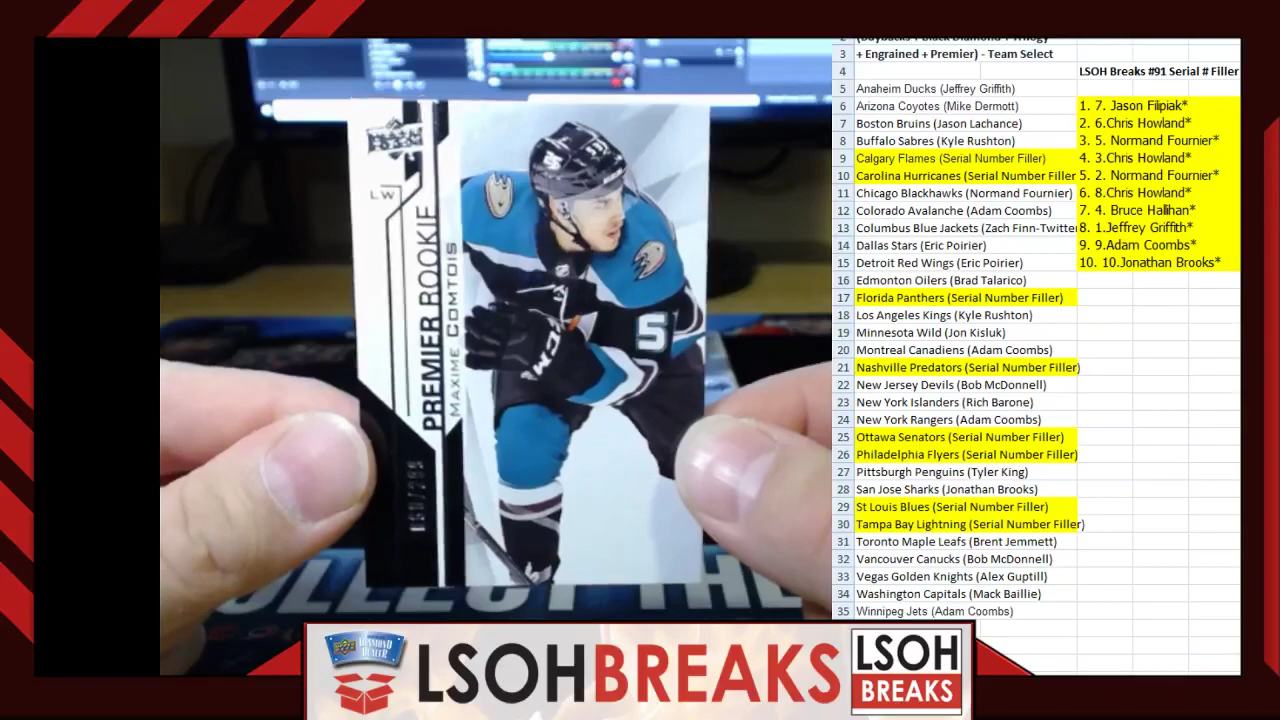 UPPER DECK
LW
PREMIER ROOKIE
MAXIME COMTOIS
53
5
COLLECT THE
3 + Engrained + Premier) - Team Select
4 LSOH Breaks #91 Serial # Filler
5 Anaheim Ducks (Jeffrey Griffith)
6 Arizona Coyotes (Mike Dermott) 1. 7. Jason Filipiak*
7 Boston Bruins (Jason Lachance) 2. 6.Chris Howland*
8 Buffalo Sabres (Kyle Rushton) 3. 5. Normand Fournier*
9 Calgary Flames (Serial Number Filler) 4. 3.Chris Howland*
10 Carolina Hurricanes (Serial Number Filler 5. 2. Normand Fournier*
11 Chicago Blackhawks (Normand Fournier) 6. 8.Chris Howland*
12 Colorado Avalanche (Adam Coombs) 7. 4. Bruce Hallihan*
13 Columbus Blue Jackets (Zach Finn-Twitter 8. 1.Jeffrey Griffith*
14 Dallas Stars (Eric Poirier) 9. 9.Adam Coombs*
15 Detroit Red Wings (Eric Poirier) 10. 10.Jonathan Brooks*
16 Edmonton Oilers (Brad Talarico)
17 Florida Panthers (Serial Number Filler)
18 Los Angeles Kings (Kyle Rushton)
19 Minnesota Wild (Jon Kisluk)
20 Montreal Canadiens (Adam Coombs)
21 Nashville Predators (Serial Number Filler)
22 New Jersey Devils (Bob McDonnell)
23 New York Islanders (Rich Barone)
24 New York Rangers (Adam Coombs)
25 Ottawa Senators (Serial Number Filler)
26 Philadelphia Flyers (Serial Number Filler)
27 Pittsburgh Penguins (Tyler King)
28 San Jose Sharks (Jonathan Brooks)
29 St Louis Blues (Serial Number Filler)
30 Tampa Bay Lightning (Serial Number Filler)
31 Toronto Maple Leafs (Brent Jemmett)
32 Vancouver Canucks (Bob McDonnell)
33 Vegas Golden Knights (Alex Guptill)
34 Washington Capitals (Mack Baillie)
35 Winnipeg Jets (Adam Coombs)
DIAMOND DEALER
LSOHBREAKS
LSOH
BREAKS